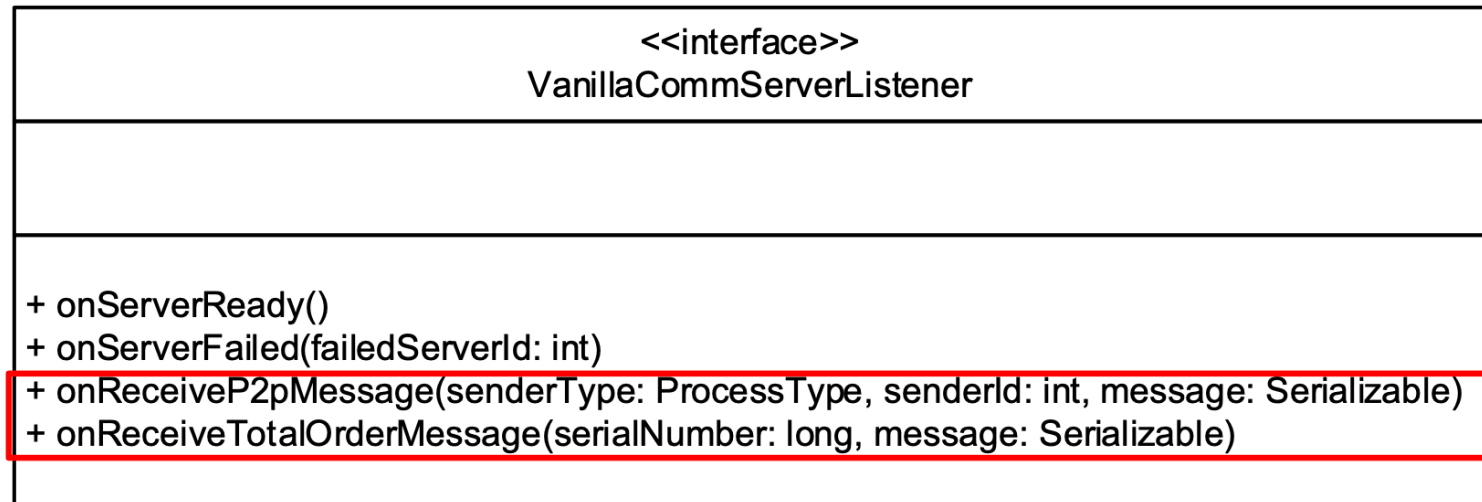 <<interface>>
VanillaCommServerListener
+ onServerReady()
+ onServerFailed(failedServerId: int)
+ onReceiveP2pMessage(senderType: ProcessType, senderId: int, message: Serializable)
+ onReceiveTotalOrderMessage(serialNumber: long, message: Serializable)